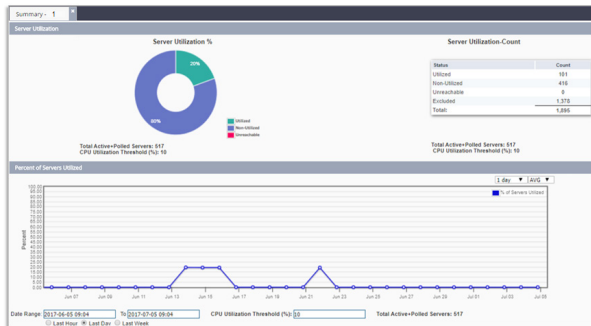 Summary - 1
Server Utilization
Server Utilization %
20%
80%
Utilized
Non-Utilized
Unreachable
Total Active+Polled Servers: 517
CPU Utilization Threshold (%): 10
Server Utilization-Count
Status Count
Utilized 101
Non-Utilized 416
Unreachable 0
Excluded 1,378
Total: 1,895
Total Active+Polled Servers: 517
CPU Utilization Threshold (%): 10
Percent of Servers Utilized
1 day AVG
% of Servers Utilized
Percent
100.00
95.00
90.00
85.00
80.00
75.00
70.00
65.00
60.00
55.00
50.00
45.00
40.00
35.00
30.00
25.00
20.00
15.00
10.00
5.00
0.00
Jun 07 Jun 09 Jun 11 Jun 13 Jun 15 Jun 17 Jun 19 Jun 21 Jun 23 Jun 25 Jun 27 Jun 29 Jul 01 Jul 03 Jul 05
Date Range: 2017-06-05 09:04 To 2017-07-05 09:04 CPU Utilization Threshold (%): 10 Total Active+Polled Servers: 517
Last Hour Last Day Last Week